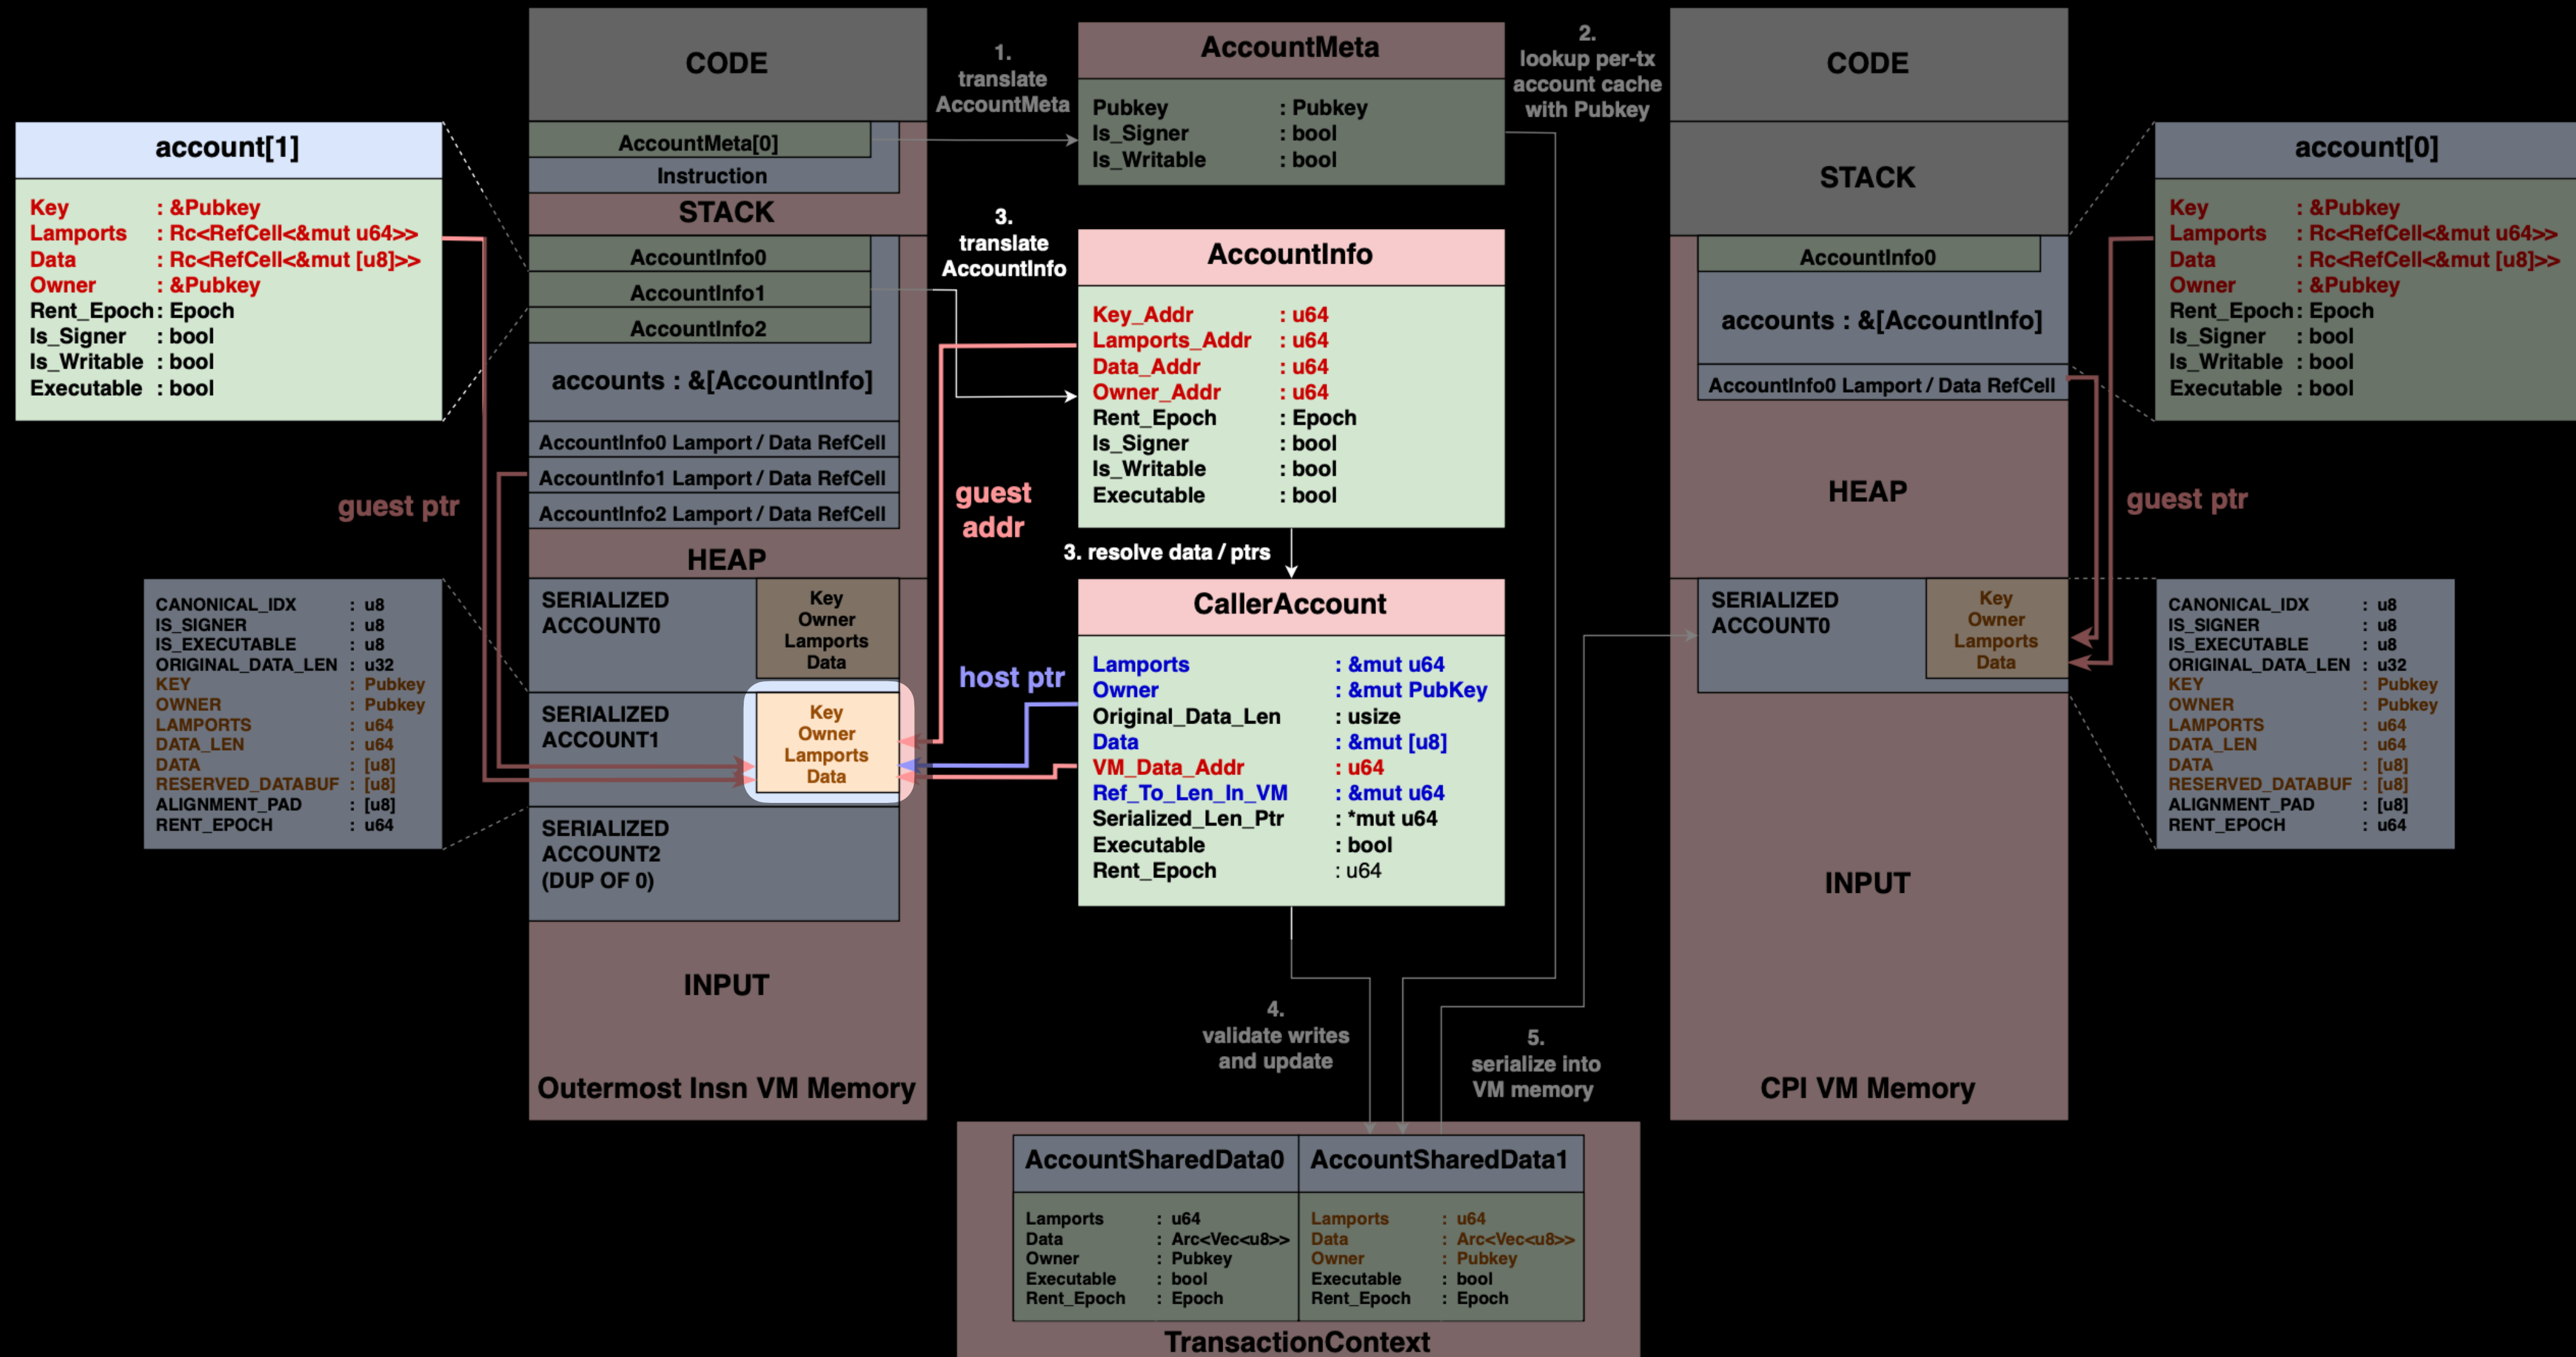 account[1]
Key : &Pubkey
Lamports : Rc<RefCell<&mut u64>>
Data : Rc<RefCell<&mut [u8]>>
Owner : &Pubkey
Rent_Epoch : Epoch
Is_Signer : bool
Is_Writable : bool
Executable : bool
guest ptr
CANONICAL_IDX : u8
IS_SIGNER : u8
IS_EXECUTABLE : u8
ORIGINAL_DATA_LEN : u32
KEY : Pubkey
OWNER : Pubkey
LAMPORTS : u64
DATA_LEN : u64
DATA : [u8]
RESERVED_DATABUF : [u8]
ALIGNMENT_PAD : [u8]
RENT_EPOCH : u64
CODE
AccountMeta[0]
Instruction
STACK
AccountInfo0
AccountInfo1
AccountInfo2
accounts : &[AccountInfo]
AccountInfo0 Lamport / Data RefCell
AccountInfo1 Lamport / Data RefCell
AccountInfo2 Lamport / Data RefCell
HEAP
SERIALIZED
ACCOUNT0
Key
Owner
Lamports
Data
SERIALIZED
ACCOUNT1
Key
Owner
Lamports
Data
SERIALIZED
ACCOUNT2
(DUP OF 0)
INPUT
Outermost Insn VM Memory
1.
translate
AccountMeta
AccountMeta
Pubkey : Pubkey
Is_Signer : bool
Is_Writable : bool
2.
lookup per-tx
account cache
with Pubkey
3.
translate
AccountInfo
AccountInfo
Key_Addr : u64
Lamports_Addr : u64
Data_Addr : u64
Owner_Addr : u64
Rent_Epoch : Epoch
Is_Signer : bool
Is_Writable : bool
Executable : bool
guest
addr
3. resolve data / ptrs
host ptr
CallerAccount
Lamports : &mut u64
Owner : &mut PubKey
Original_Data_Len : usize
Data : &mut [u8]
VM_Data_Addr : u64
Ref_To_Len_In_VM : &mut u64
Serialized_Len_Ptr : *mut u64
Executable : bool
Rent_Epoch : u64
4.
validate writes
and update
5.
serialize into
VM memory
AccountSharedData0
Lamports : u64
Data : Arc<Vec<u8>>
Owner : Pubkey
Executable : bool
Rent_Epoch : Epoch
AccountSharedData1
Lamports : u64
Data : Arc<Vec<u8>>
Owner : Pubkey
Executable : bool
Rent_Epoch : Epoch
TransactionContext
CODE
STACK
AccountInfo0
accounts : &[AccountInfo]
AccountInfo0 Lamport / Data RefCell
HEAP
SERIALIZED
ACCOUNT0
Key
Owner
Lamports
Data
INPUT
CPI VM Memory
account[0]
Key : &Pubkey
Lamports : Rc<RefCell<&mut u64>>
Data : Rc<RefCell<&mut [u8]>>
Owner : &Pubkey
Rent_Epoch : Epoch
Is_Signer : bool
Is_Writable : bool
Executable : bool
guest ptr
CANONICAL_IDX : u8
IS_SIGNER : u8
IS_EXECUTABLE : u8
ORIGINAL_DATA_LEN : u32
KEY : Pubkey
OWNER : Pubkey
LAMPORTS : u64
DATA_LEN : u64
DATA : [u8]
RESERVED_DATABUF : [u8]
ALIGNMENT_PAD : [u8]
RENT_EPOCH : u64